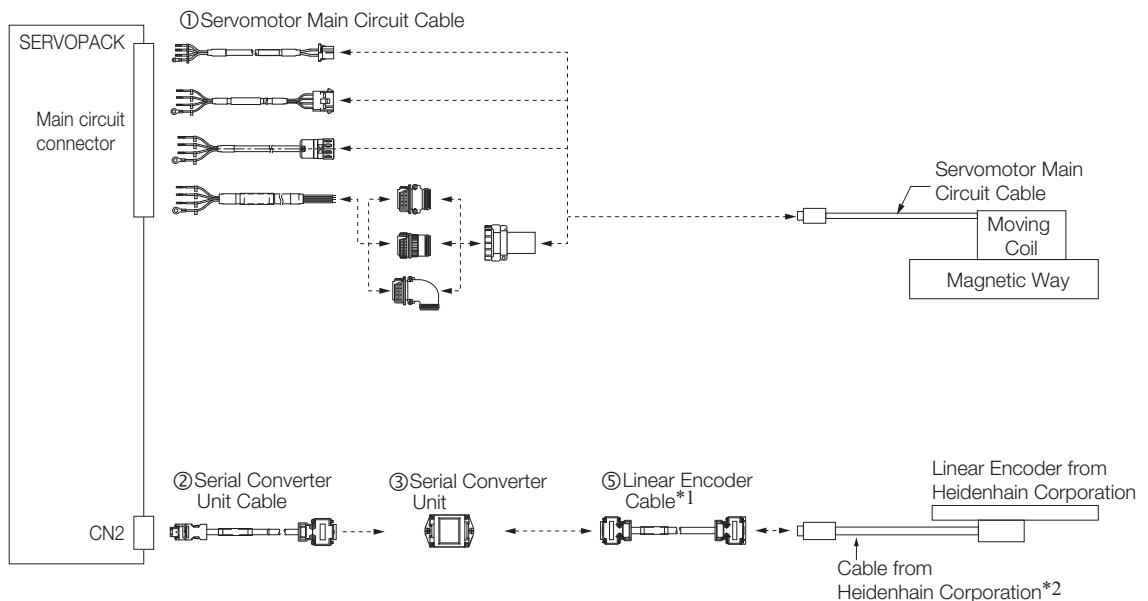 ①Servomotor Main Circuit Cable
SERVOPACK
Main circuit
connector
Servomotor Main
Circuit Cable
Moving
Coil
Magnetic Way
②Serial Converter
Unit Cable
③Serial Converter
Unit
⑤Linear Encoder
Cable*1
Linear Encoder from
Heidenhain Corporation
CN2
Cable from
Heidenhain Corporation*2